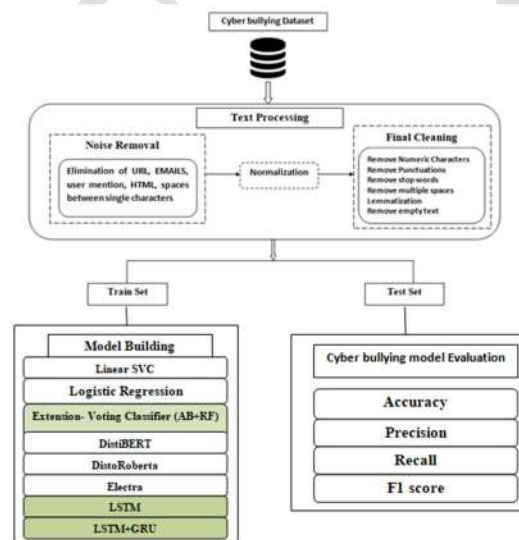 Cyber bullying Dataset
Text Processing
Noise Removal
Elimination of URL, EMAILS,
user mention, HTML, spaces
between single characters
Normalization
Final Cleaning
Remove Numeric Characters
Remove Punctuations
Remove stop words
Remove multiple spaces
Lemmatization
Remove empty text
Train Set
Test Set
Model Building
Linear SVC
Logistic Regression
Extension- Voting Classifier (AB+RF)
DistiBERT
DistoRoberta
Electra
LSTM
LSTM+GRU
Cyber bullying model Evaluation
Accuracy
Precision
Recall
F1 score